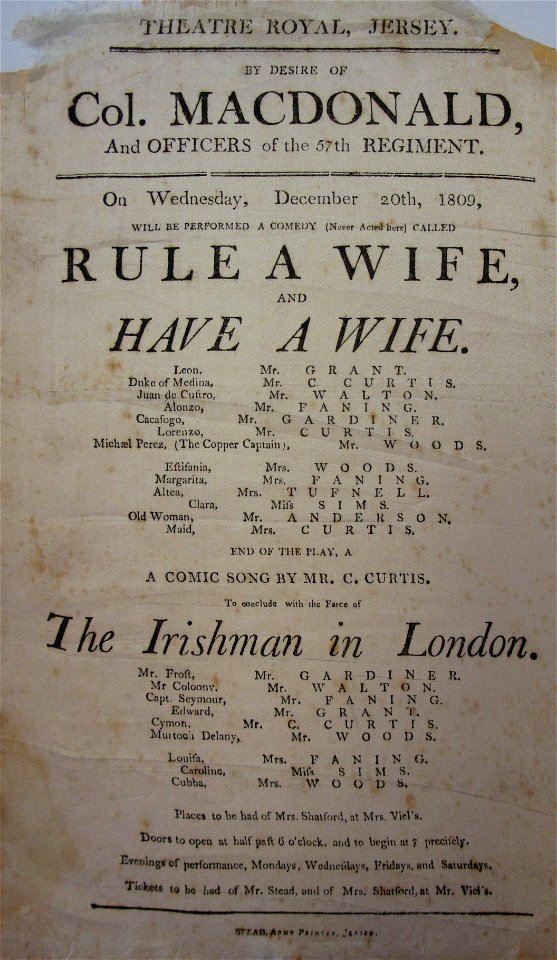 THEATRE ROYAL, JERSEY.
BY DESIRE OF
Col. MACDONALD,
And OFFICERS of the 57th REGIMENT.
On Wednesday, December 20th, 1809,
WILL BE PERFORMED A COMEDY (Never Acted here) CALLED
RULE A WIFE,
AND
HAVE A WIFE.
Leon, Mr. GRANT.
Duke of Medina, Mr. C. CURTIS.
Juan de Caſtro, Mr. WALTON.
Alonzo, Mr. FANING.
Cacafogo, Mr. GARDINER.
Lorenzo, Mr. CURTIS.
Michæl Perez, (The Copper Captain), Mr. WOODS.
Eſtifania, Mrs. WOODS.
Margarita, Mrs. FANING.
Altea, Mrs. TUFNELL.
Clara, Miſs SIMS.
Old Woman, Mr. ANDERSON.
Maid, Mrs. CURTIS.
END OF THE PLAY, A
A COMIC SONG BY MR. C. CURTIS.
To conclude with the Farce of
The Irishman in London.
Mr. Froſt, Mr. GARDINER.
Mr Coloony, Mr. WALTON.
Capt. Seymour, Mr. FANING.
Edward, Mr. GRANT.
Cymon, Mr. C. CURTIS.
Murtoch Delany, Mr. WOODS.
Louiſa, Mrs. FANING.
Caroline, Miſs SIMS.
Cubba, Mrs. WOODS.
Places to be had of Mrs. Shatford, at Mrs. Viel's.
Doors to open at half paſt 6 o'clock, and to begin at 7 preciſely.
Evenings of performance, Mondays, Wedneſdays, Fridays, and Saturdays.
Tickets to be had of Mr. Stead, and of Mrs. Shatford, at Mr. Viel's.
STEAD, ARMY PRINTER, JERSEY.